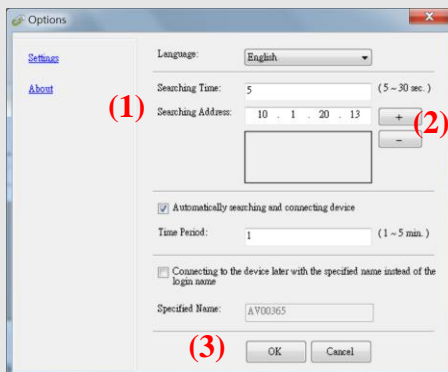 Options
Settings
About
Language: English
Searching Time: 5 ( 5 ~ 30 sec. )
(1) Searching Address: 10 . 1 . 20 . 13 + (2)
−
Automatically searching and connecting device
Time Period: 1 ( 1 ~ 5 min. )
Connecting to the device later with the specified name instead of the
login name
Specified Name: AV00365
(3) OK Cancel